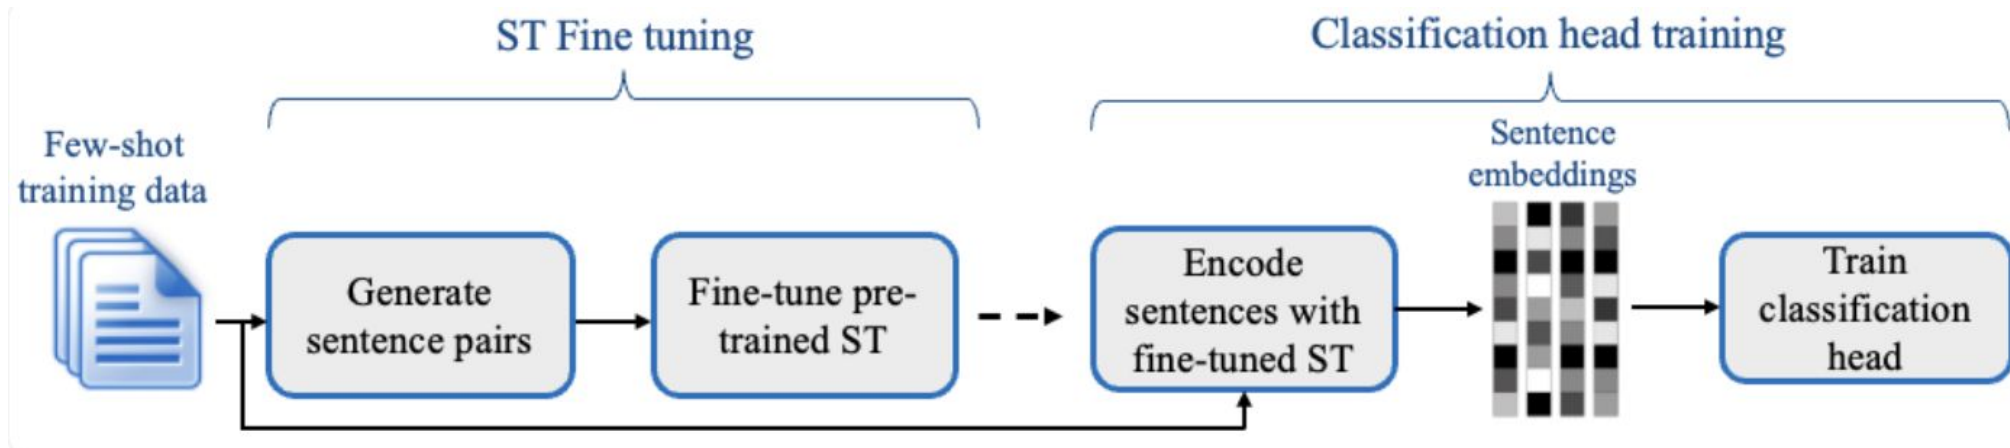 ST Fine tuning
Classification head training
Few-shot
training data
Generate
sentence pairs
Fine-tune pre-
trained ST
Encode
sentences with
fine-tuned ST
Sentence
embeddings
Train
classification
head